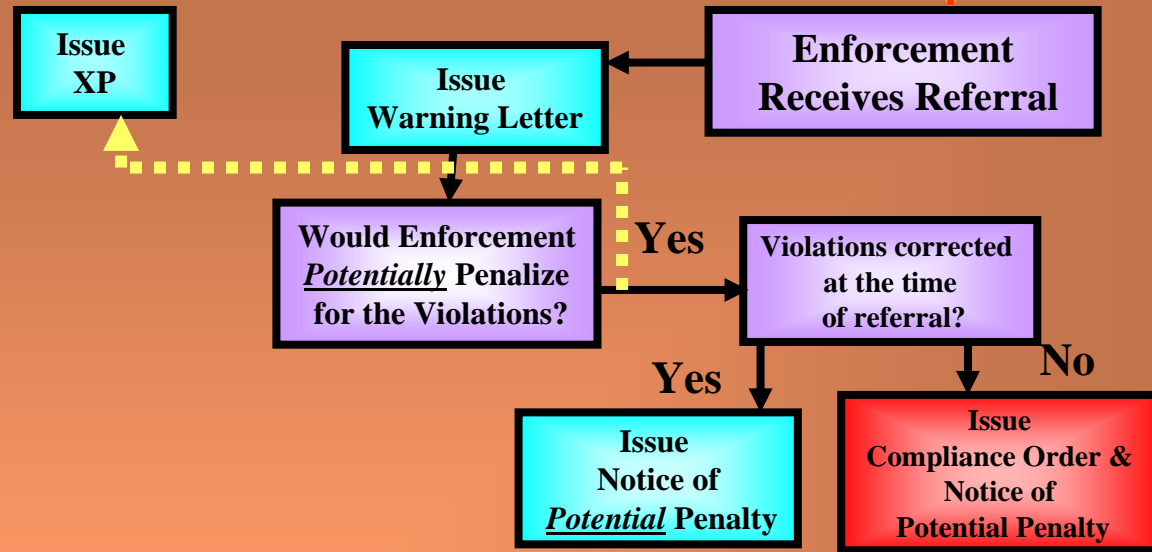 Issue
XP
Issue
Warning Letter
Enforcement
Receives Referral
Would Enforcement
Potentially Penalize
for the Violations?
Yes
Violations corrected
at the time
of referral?
Yes
No
Issue
Notice of
Potential Penalty
Issue
Compliance Order &
Notice of
Potential Penalty